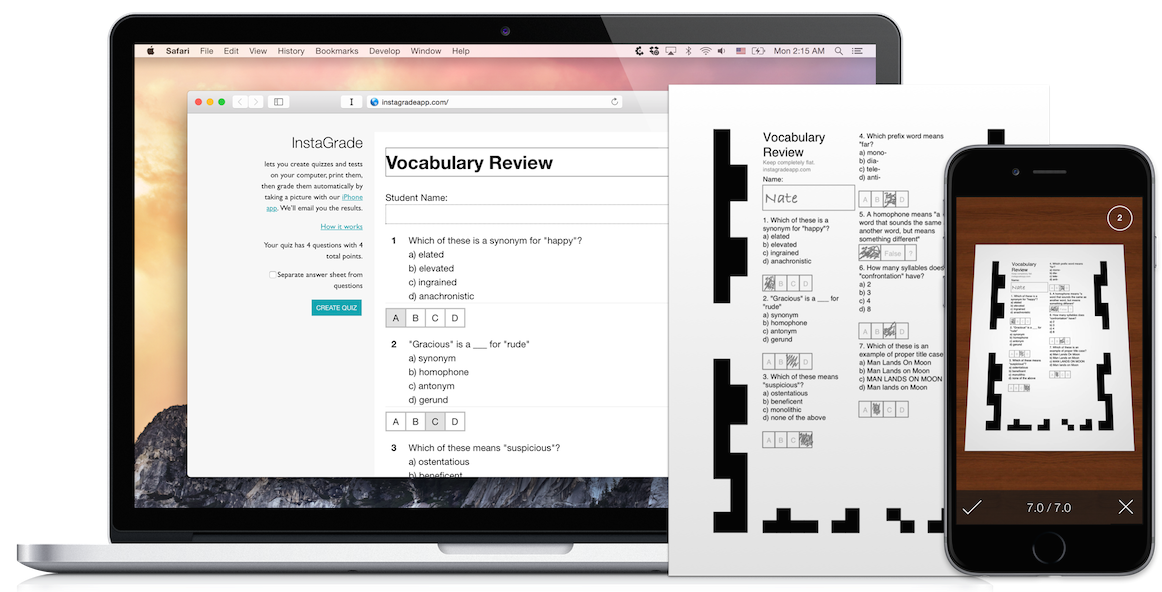 Safari File Edit View History Bookmarks Develop Window Help
Mon 2:15 AM
instagradeapp.com/
InstaGrade
lets you create quizzes and tests
on your computer, print them,
then grade them automatically by
taking a picture with our iPhone
app. We'll email you the results.
How it works
Your quiz has 4 questions with 4
total points.
Separate answer sheet from
questions
CREATE QUIZ
Vocabulary Review
Student Name:
1 Which of these is a synonym for "happy"?
a) elated
b) elevated
c) ingrained
d) anachronistic
A B C D
2 "Gracious" is a ___ for "rude"
a) synonym
b) homophone
c) antonym
d) gerund
A B C D
3 Which of these means "suspicious"?
a) ostentatious
b) beneficent
Vocabulary
Review
Keep completely flat.
instagradeapp.com
Name:
Nate
1. Which of these is a
synonym for "happy"?
a) elated
b) elevated
c) ingrained
d) anachronistic
B C D
2. "Gracious" is a ___ for
"rude"
a) synonym
b) homophone
c) antonym
d) gerund
A B D
3. Which of these means
"suspicious"?
a) ostentatious
b) beneficent
c) monolithic
d) none of the above
A B C
4. Which prefix word means
"far?
a) mono-
b) dia-
c) tele-
d) anti-
A B D
5. A homophone means "a
word that sounds the same
another word, but means
something different"
False ?
6. How many syllables does
"confrontation" have?
a) 2
b) 3
c) 4
d) 8
A B D
7. Which of these is an
example of proper title case
a) Man Lands On Moon
b) Man Lands on Moon
c) MAN LANDS ON MOON
d) Man lands on Moon
A C D
2
Vocabulary
Review
Name:
Nate
7.0 / 7.0